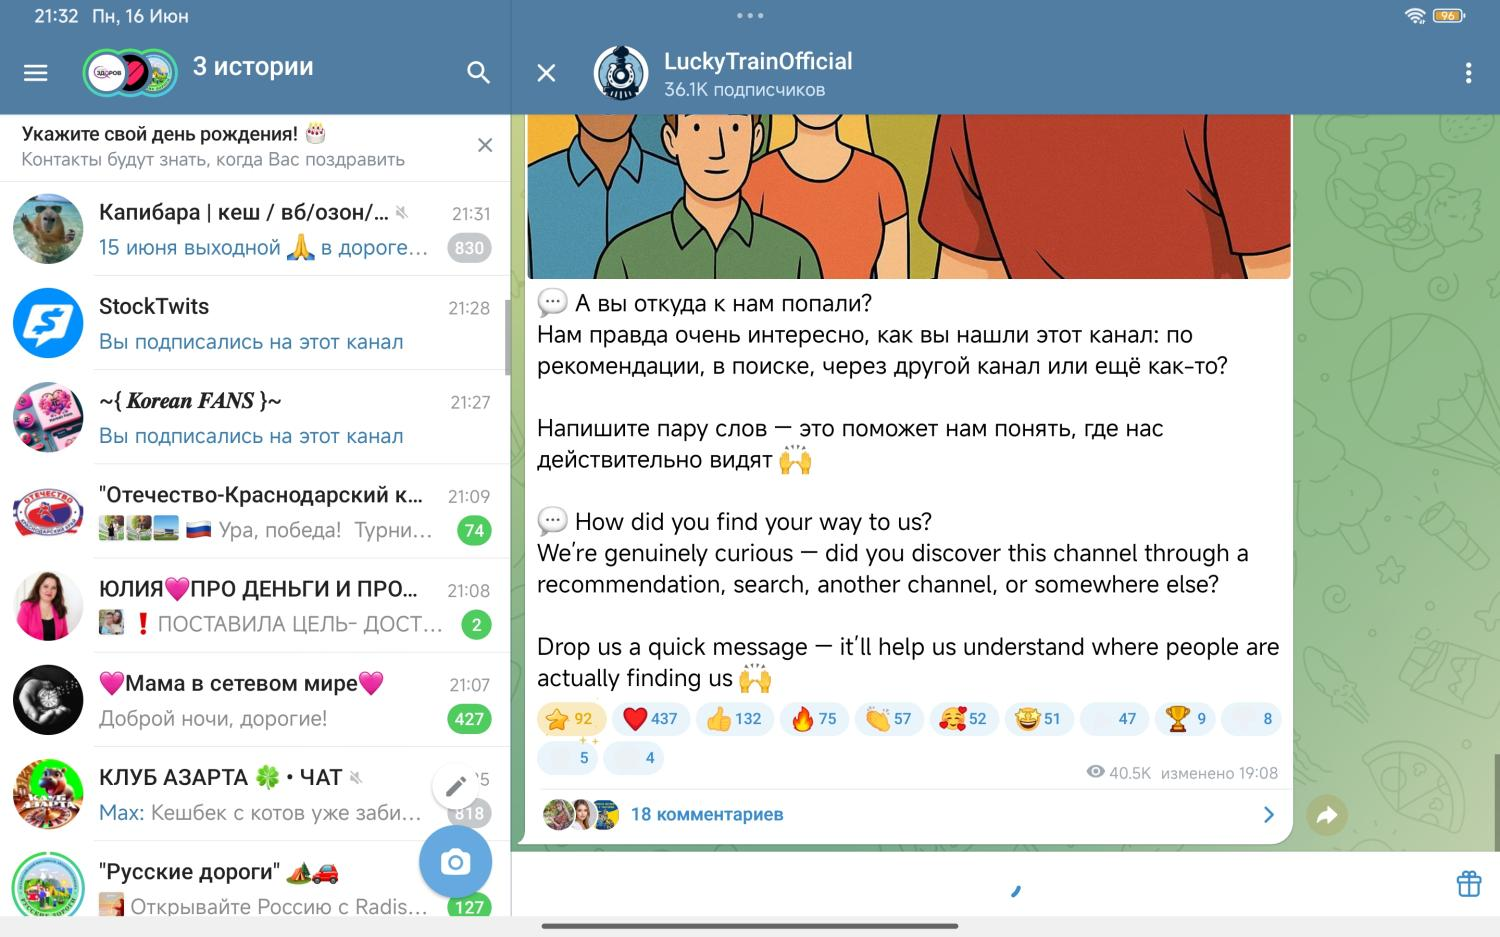 21:32 Пн, 16 Июн
96
3 истории
LuckyTrainOfficial
36.1K подписчиков
Укажите свой день рождения! 🎂
Контакты будут знать, когда Вас поздравить
Капибара | кеш / вб/озон/...
21:31
15 июня выходной 🙏 в дороге...
830
StockTwits
21:28
Вы подписались на этот канал
~{ Korean FANS }~
21:27
Вы подписались на этот канал
"Отечество-Краснодарский к...
21:09
🇷🇺 Ура, победа! Турни...
74
ЮЛИЯ💗ПРО ДЕНЬГИ И ПРО...
21:08
❗ ПОСТАВИЛА ЦЕЛЬ- ДОСТ...
2
💗Мама в сетевом мире💗
21:07
Доброй ночи, дорогие!
427
КЛУБ АЗАРТА 🍀 • ЧАТ
Max: Кешбек с котов уже заби...
818
"Русские дороги" 🏕️🚗
Открывайте Россию с Radis...
127
💬 А вы откуда к нам попали?
Нам правда очень интересно, как вы нашли этот канал: по
рекомендации, в поиске, через другой канал или ещё как-то?
Напишите пару слов — это поможет нам понять, где нас
действительно видят 🙌
💬 How did you find your way to us?
We're genuinely curious — did you discover this channel through a
recommendation, search, another channel, or somewhere else?
Drop us a quick message — it'll help us understand where people are
actually finding us 🙌
⭐ 92 ❤️ 437 👍 132 🔥 75 👏 57 🥰 52 🤩 51 47 🏆 9 8
5 4
40.5K изменено 19:08
18 комментариев